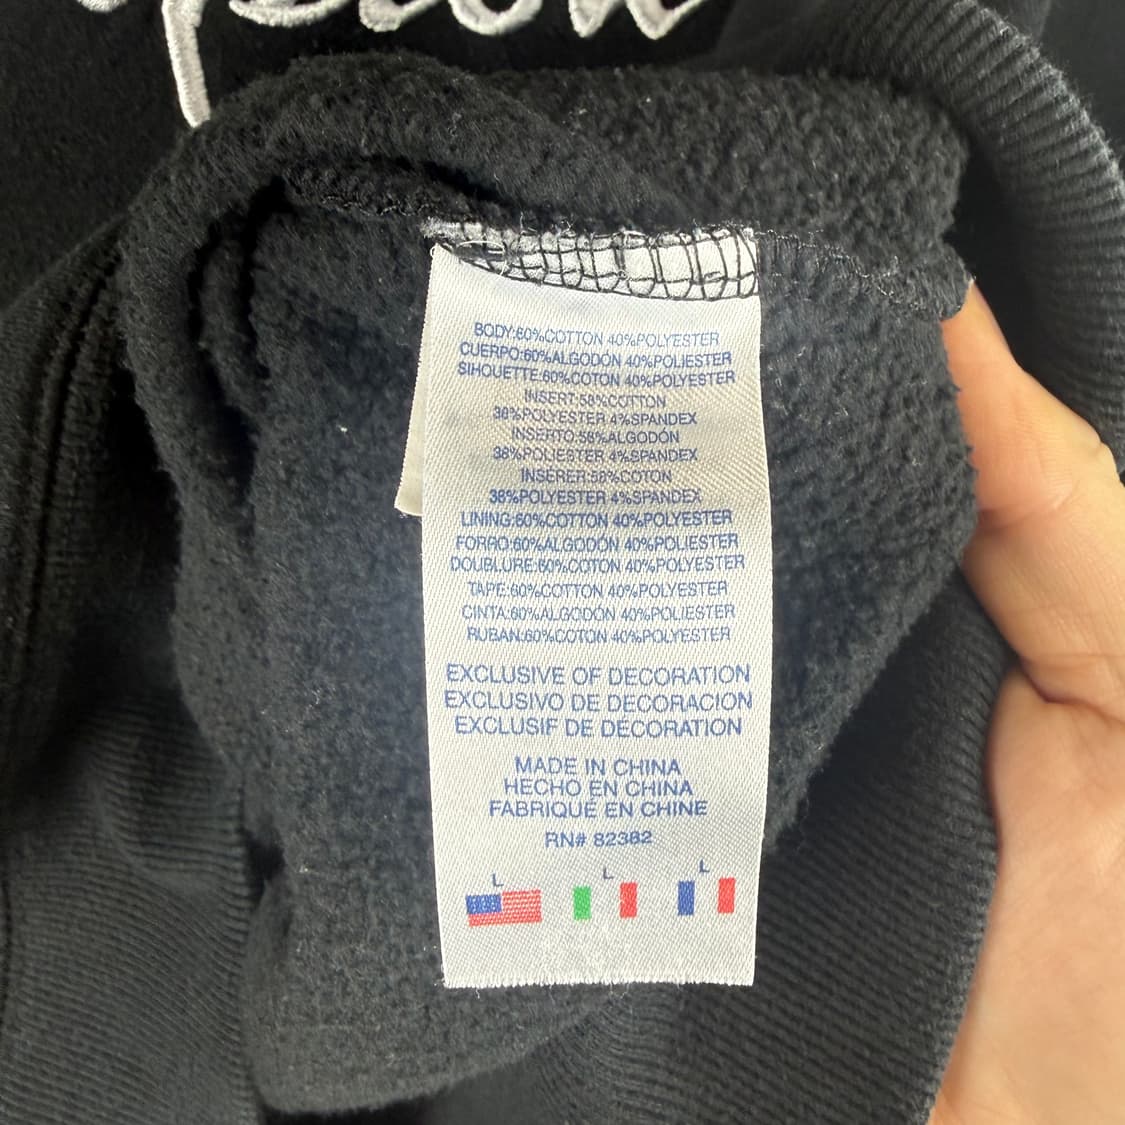 BODY:60%COTTON 40%POLYESTER
CUERPO:60%ALGODÓN 40%POLIESTER
SIHOUETTE:60%COTON 40%POLYESTER
INSERT:58%COTTON
38%POLYESTER 4%SPANDEX
INSERTO:58%ALGODÓN
38%POLIESTER 4%SPANDEX
INSÉRER:58%COTON
38%POLYESTER 4%SPANDEX
LINING:60%COTTON 40%POLYESTER
FORRO:60%ALGODÓN 40%POLIESTER
DOUBLURE:60%COTON 40%POLYESTER
TAPE:60%COTTON 40%POLYESTER
CINTA:60%ALGODÓN 40%POLIESTER
RUBAN:60%COTON 40%POLYESTER
EXCLUSIVE OF DECORATION
EXCLUSIVO DE DECORACION
EXCLUSIF DE DÉCORATION
MADE IN CHINA
HECHO EN CHINA
FABRIQUÉ EN CHINE
RN# 82382
L L L